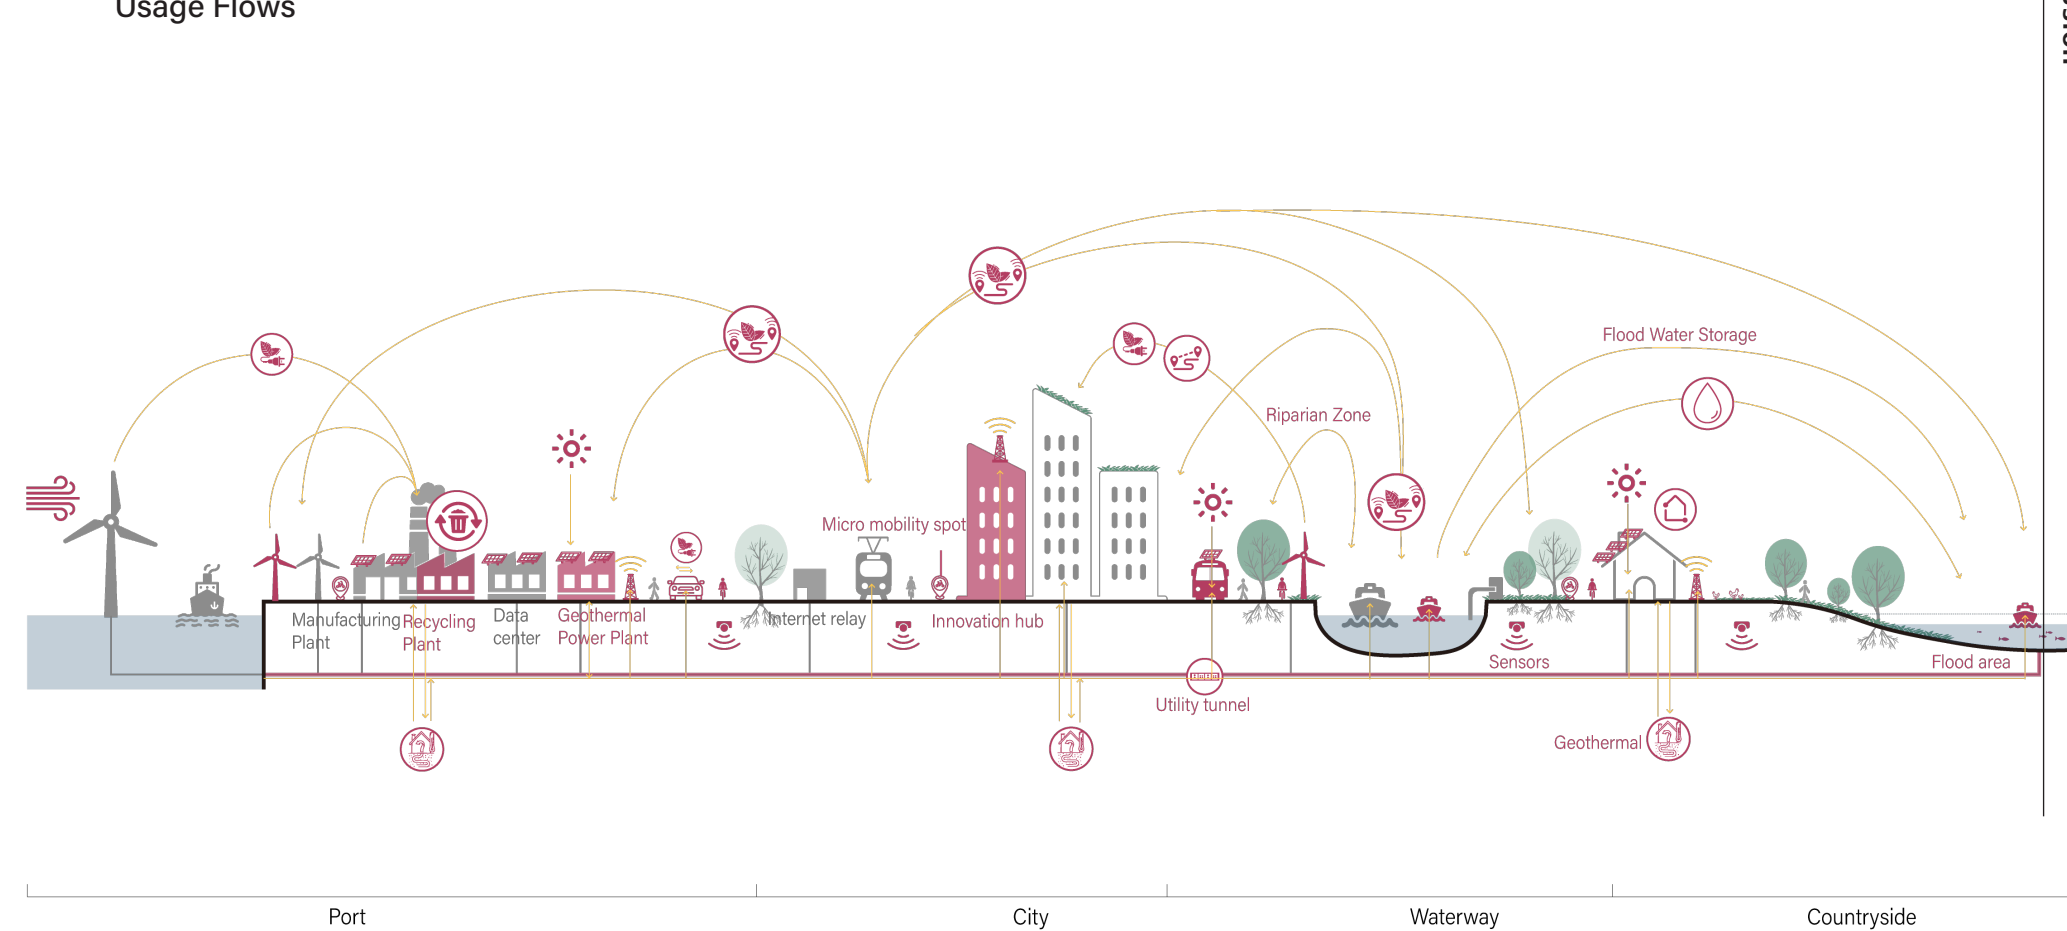 Usage Flows
Flood Water Storage
Riparian Zone
Micro mobility spot
Manufacturing
Plant
Recycling
Plant
Data
center
Geothermal
Power Plant
Internet relay
Innovation hub
Sensors
Flood area
Utility tunnel
Geothermal
Port
City
Waterway
Countryside